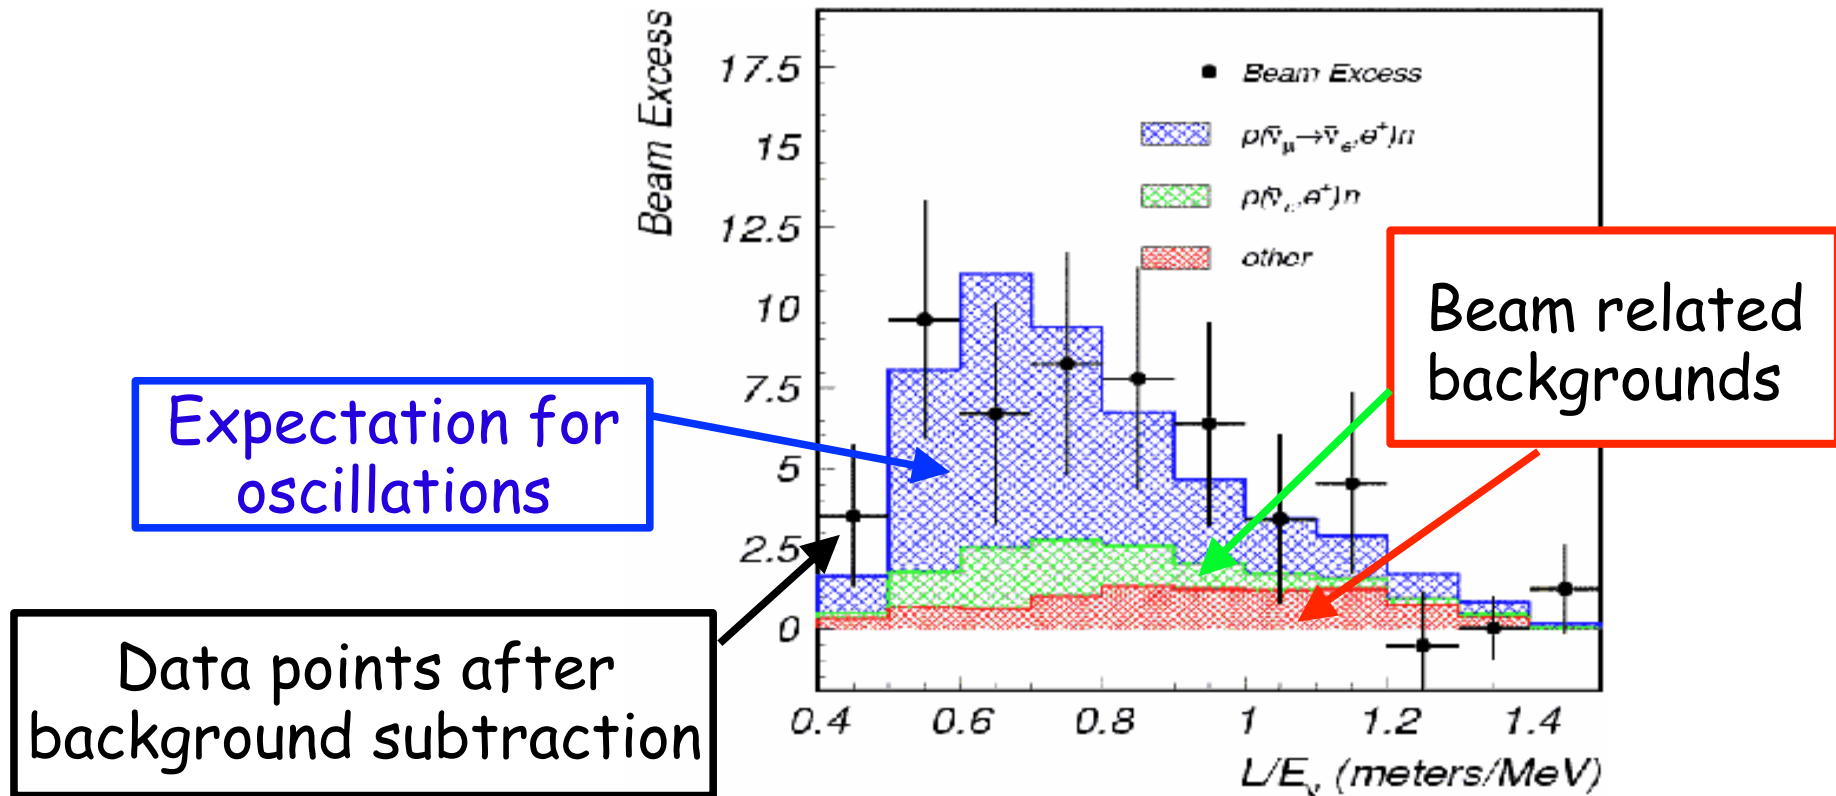 Beam Excess
17.5
15
12.5
10
7.5
5
2.5
0
Beam Excess
p(ν̄μ→ν̄e,e⁺)n
p(ν̄e,e⁺)n
other
Beam related
backgrounds
Expectation for
oscillations
Data points after
background subtraction
0.4 0.6 0.8 1 1.2 1.4
L/Eν (meters/MeV)